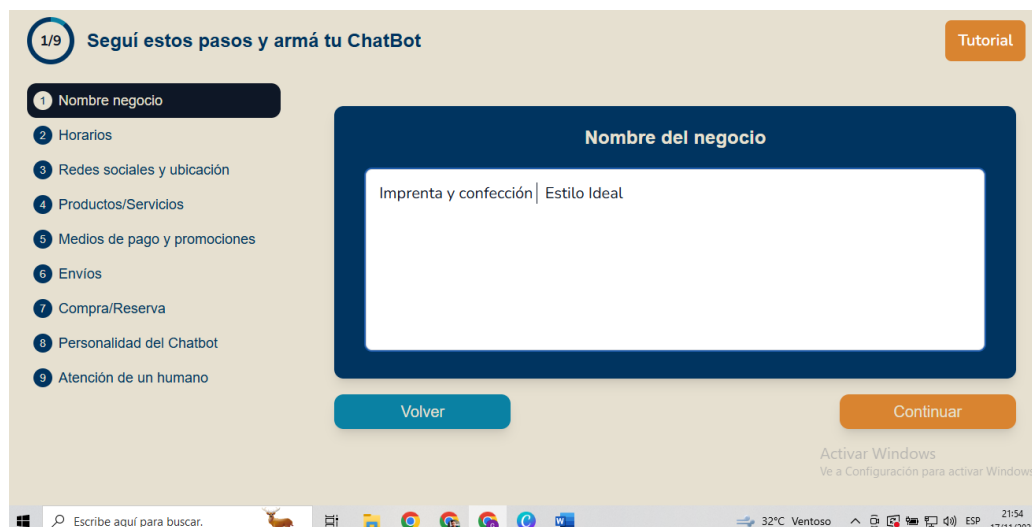 1/9 Seguí estos pasos y armá tu ChatBot
Tutorial
1 Nombre negocio
2 Horarios
3 Redes sociales y ubicación
4 Productos/Servicios
5 Medios de pago y promociones
6 Envíos
7 Compra/Reserva
8 Personalidad del Chatbot
9 Atención de un humano
Nombre del negocio
Imprenta y confección Estilo Ideal
Volver
Continuar
Activar Windows
Ve a Configuración para activar Windows
Escribe aquí para buscar.
32°C Ventoso
ESP
21:54